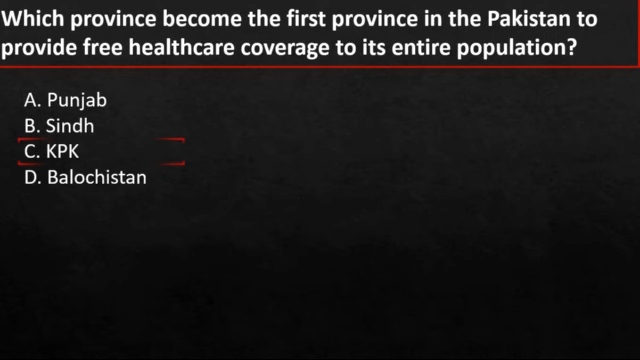 Which province become the first province in the Pakistan to
provide free healthcare coverage to its entire population?
A. Punjab
B. Sindh
C. KPK
D. Balochistan